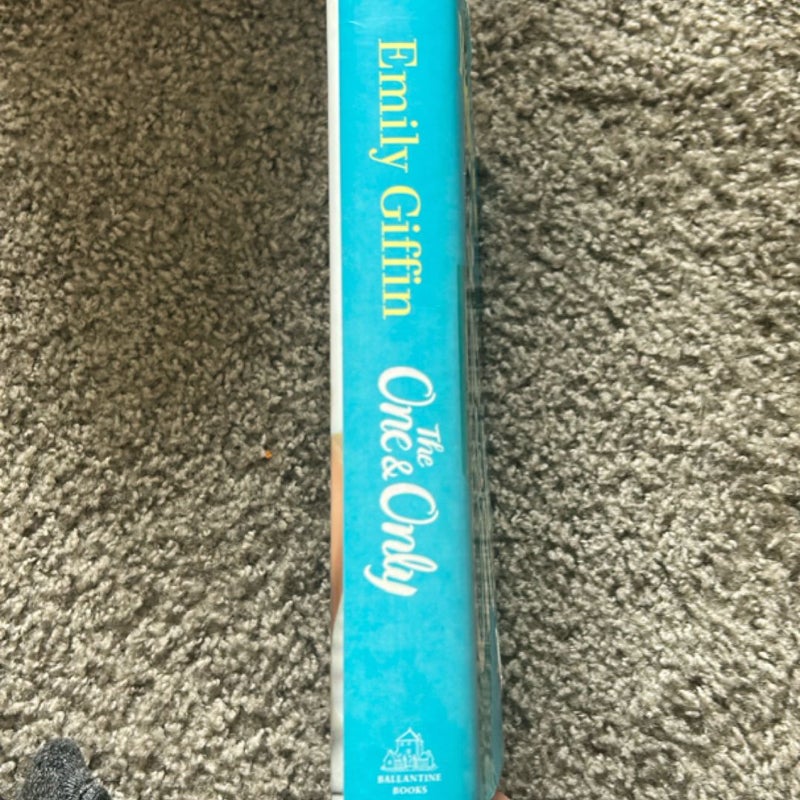 Emily Giffin
The
One & Only
BALLANTINE
BOOKS